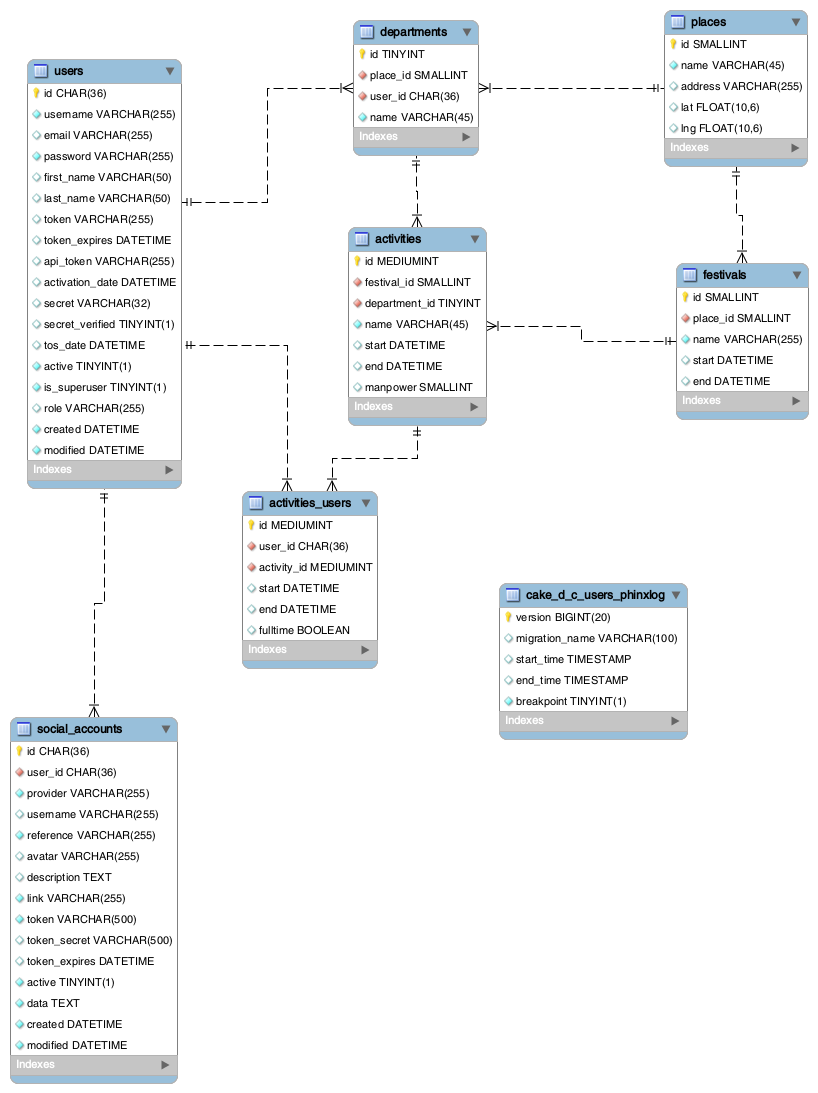 departments
id TINYINT
place_id SMALLINT
user_id CHAR(36)
name VARCHAR(45)
Indexes
places
id SMALLINT
name VARCHAR(45)
address VARCHAR(255)
lat FLOAT(10,6)
lng FLOAT(10,6)
Indexes
users
id CHAR(36)
username VARCHAR(255)
email VARCHAR(255)
password VARCHAR(255)
first_name VARCHAR(50)
last_name VARCHAR(50)
token VARCHAR(255)
token_expires DATETIME
api_token VARCHAR(255)
activation_date DATETIME
secret VARCHAR(32)
secret_verified TINYINT(1)
tos_date DATETIME
active TINYINT(1)
is_superuser TINYINT(1)
role VARCHAR(255)
created DATETIME
modified DATETIME
Indexes
activities
id MEDIUMINT
festival_id SMALLINT
department_id TINYINT
name VARCHAR(45)
start DATETIME
end DATETIME
manpower SMALLINT
Indexes
festivals
id SMALLINT
place_id SMALLINT
name VARCHAR(255)
start DATETIME
end DATETIME
Indexes
activities_users
id MEDIUMINT
user_id CHAR(36)
activity_id MEDIUMINT
start DATETIME
end DATETIME
fulltime BOOLEAN
Indexes
cake_d_c_users_phinxlog
version BIGINT(20)
migration_name VARCHAR(100)
start_time TIMESTAMP
end_time TIMESTAMP
breakpoint TINYINT(1)
Indexes
social_accounts
id CHAR(36)
user_id CHAR(36)
provider VARCHAR(255)
username VARCHAR(255)
reference VARCHAR(255)
avatar VARCHAR(255)
description TEXT
link VARCHAR(255)
token VARCHAR(500)
token_secret VARCHAR(500)
token_expires DATETIME
active TINYINT(1)
data TEXT
created DATETIME
modified DATETIME
Indexes